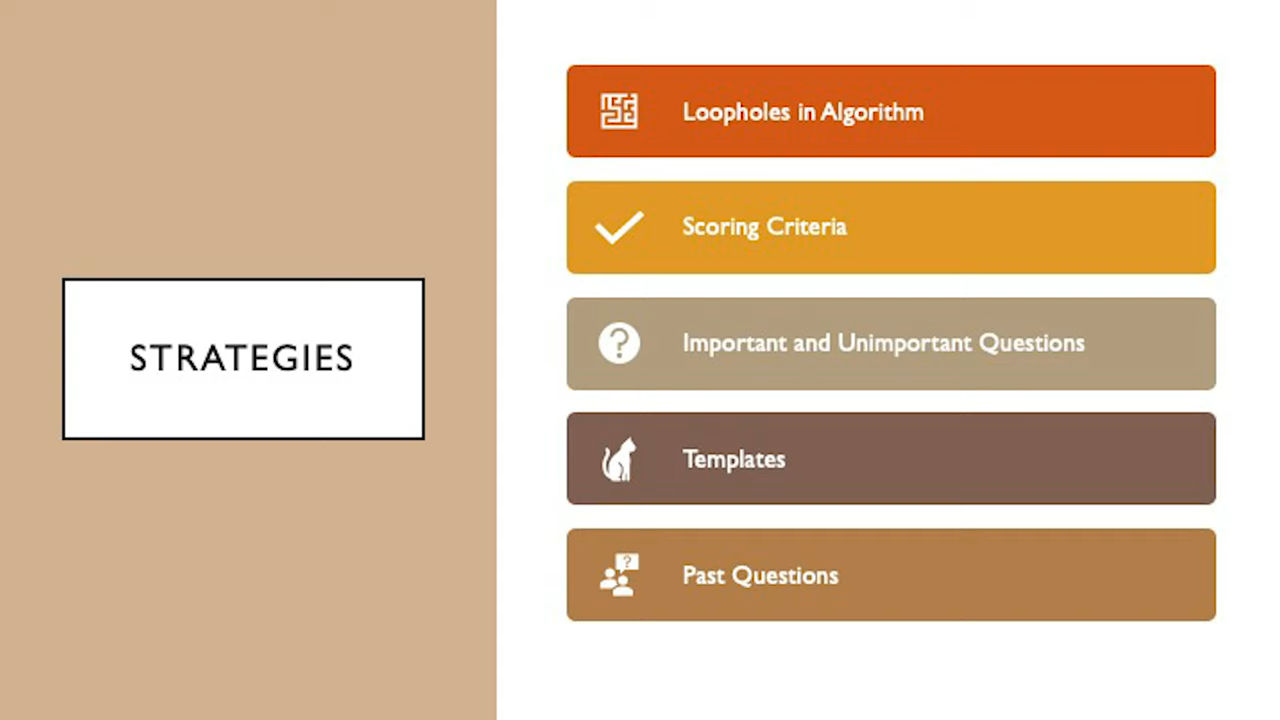 STRATEGIES
Loopholes in Algorithm
Scoring Criteria
Important and Unimportant Questions
Templates
Past Questions